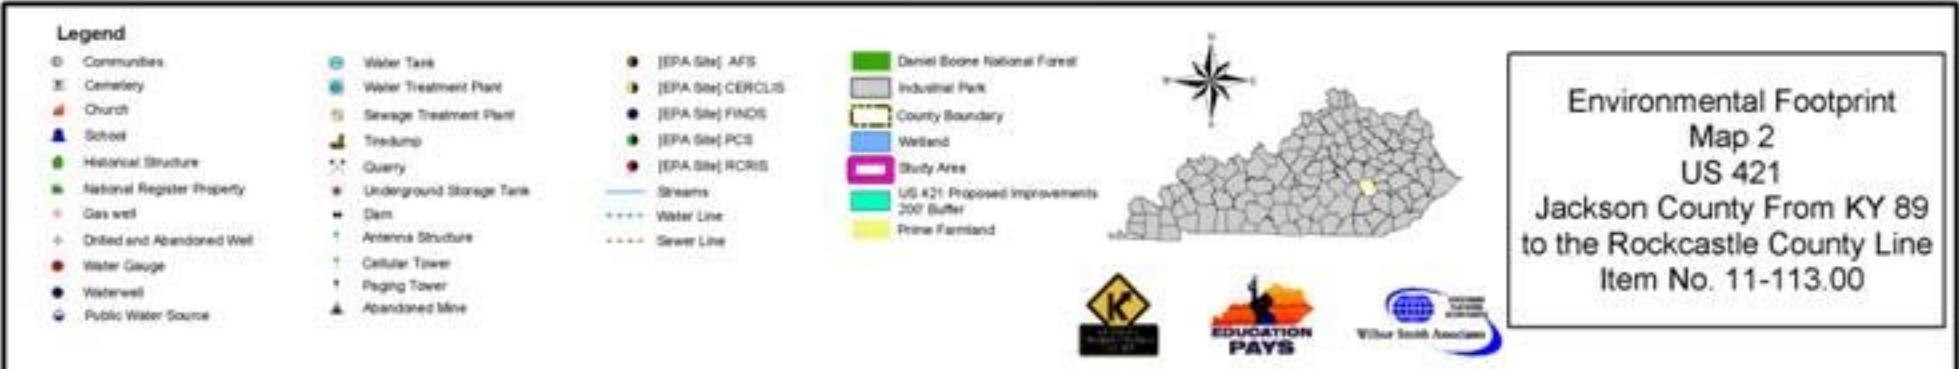 Legend
Communities
Cemetery
Church
School
Historical Structure
National Register Property
Gas well
Drilled and Abandoned Well
Water Gauge
Waterwell
Public Water Source
Water Tank
Water Treatment Plant
Sewage Treatment Plant
Tiredump
Quarry
Underground Storage Tank
Dam
Antenna Structure
Cellular Tower
Paging Tower
Abandoned Mine
[EPA Site] AFS
[EPA Site] CERCLIS
[EPA Site] FINDS
[EPA Site] PCS
[EPA Site] RCRIS
Streams
Water Line
Sewer Line
Daniel Boone National Forest
Industrial Park
County Boundary
Wetland
Study Area
US 421 Proposed Improvements
200' Buffer
Prime Farmland
N
EDUCATION
PAYS
Wilbur Smith Associates
Environmental Footprint
Map 2
US 421
Jackson County From KY 89
to the Rockcastle County Line
Item No. 11-113.00